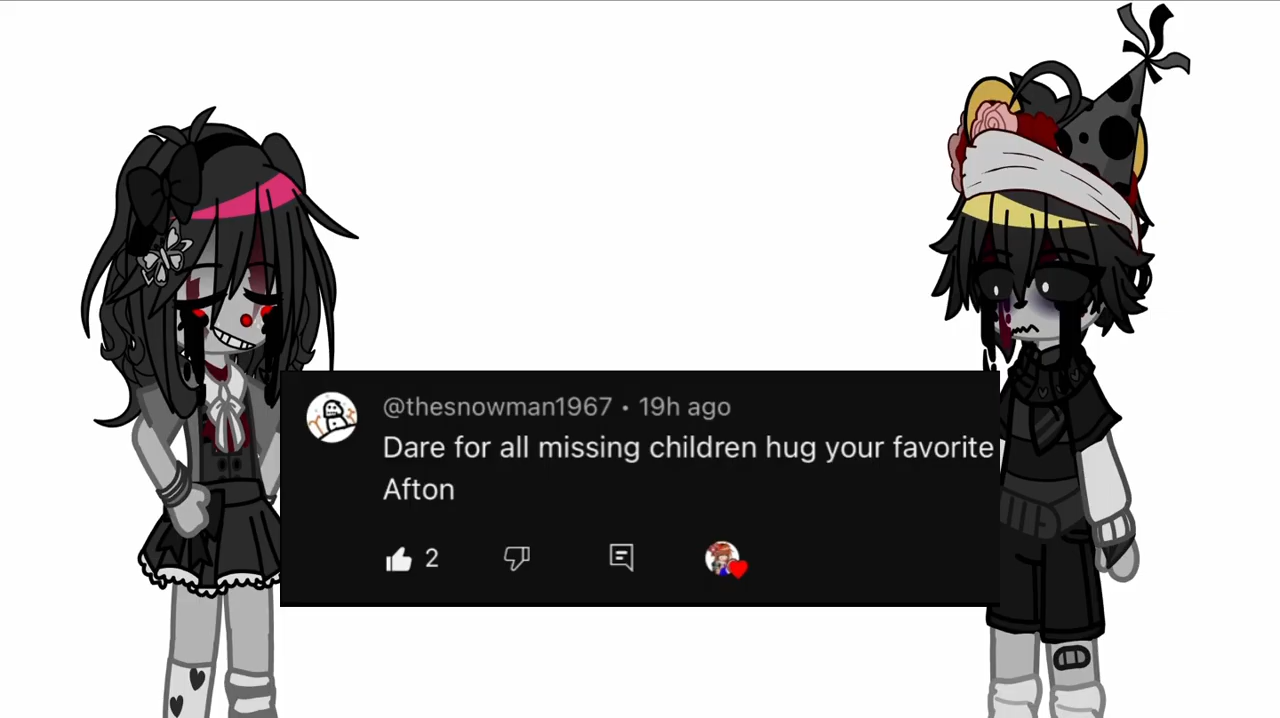 @thesnowman1967 • 19h ago
Dare for all missing children hug your favorite
Afton
2